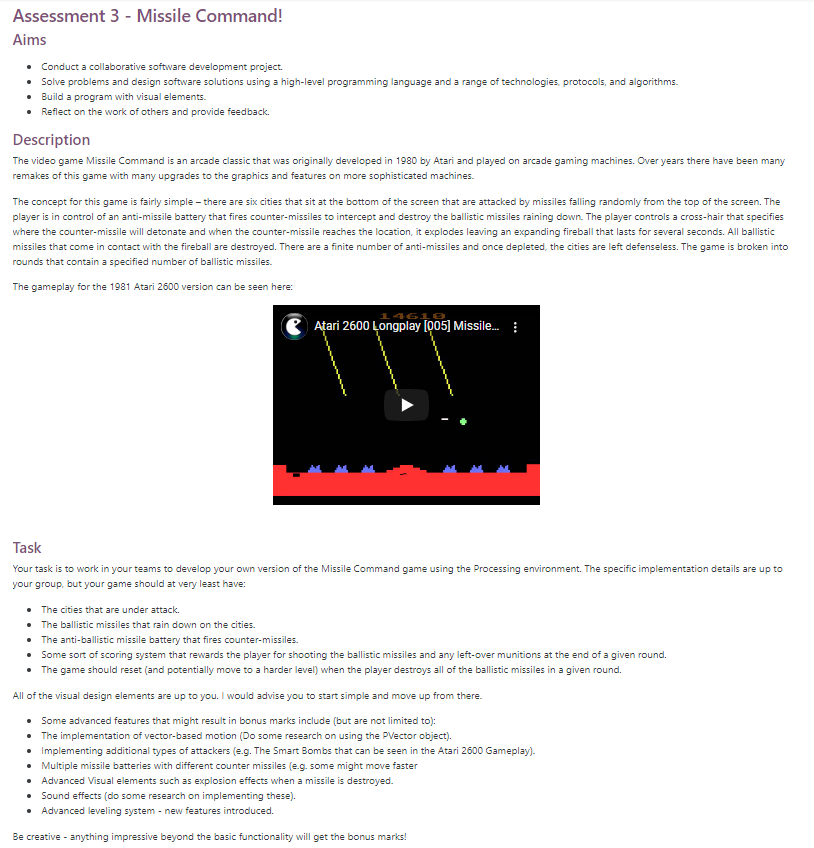 Assessment 3 - Missile Command!
Aims
Conduct a collaborative software development project.
Solve problems and design software solutions using a high-level programming language and a range of technologies, protocols, and algorithms.
Build a program with visual elements.
Reflect on the work of others and provide feedback.
Description
The video game Missile Command is an arcade classic that was originally developed in 1980 by Atari and played on arcade gaming machines. Over years there have been many
remakes of this game with many upgrades to the graphics and features on more sophisticated machines.
The concept for this game is fairly simple – there are six cities that sit at the bottom of the screen that are attacked by missiles falling randomly from the top of the screen. The
player is in control of an anti-missile battery that fires counter-missiles to intercept and destroy the ballistic missiles raining down. The player controls a cross-hair that specifies
where the counter-missile will detonate and when the counter-missile reaches the location, it explodes leaving an expanding fireball that lasts for several seconds. All ballistic
missiles that come in contact with the fireball are destroyed. There are a finite number of anti-missiles and once depleted, the cities are left defenseless. The game is broken into
rounds that contain a specified number of ballistic missiles.
The gameplay for the 1981 Atari 2600 version can be seen here:
14610
Atari 2600 Longplay [005] Missile...
Task
Your task is to work in your teams to develop your own version of the Missile Command game using the Processing environment. The specific implementation details are up to
your group, but your game should at very least have:
The cities that are under attack.
The ballistic missiles that rain down on the cities.
The anti-ballistic missile battery that fires counter-missiles.
Some sort of scoring system that rewards the player for shooting the ballistic missiles and any left-over munitions at the end of a given round.
The game should reset (and potentially move to a harder level) when the player destroys all of the ballistic missiles in a given round.
All of the visual design elements are up to you. I would advise you to start simple and move up from there.
Some advanced features that might result in bonus marks include (but are not limited to):
The implementation of vector-based motion (Do some research on using the PVector object).
Implementing additional types of attackers (e.g. The Smart Bombs that can be seen in the Atari 2600 Gameplay).
Multiple missile batteries with different counter missiles (e.g. some might move faster
Advanced Visual elements such as explosion effects when a missile is destroyed.
Sound effects (do some research on implementing these).
Advanced leveling system - new features introduced.
Be creative - anything impressive beyond the basic functionality will get the bonus marks!